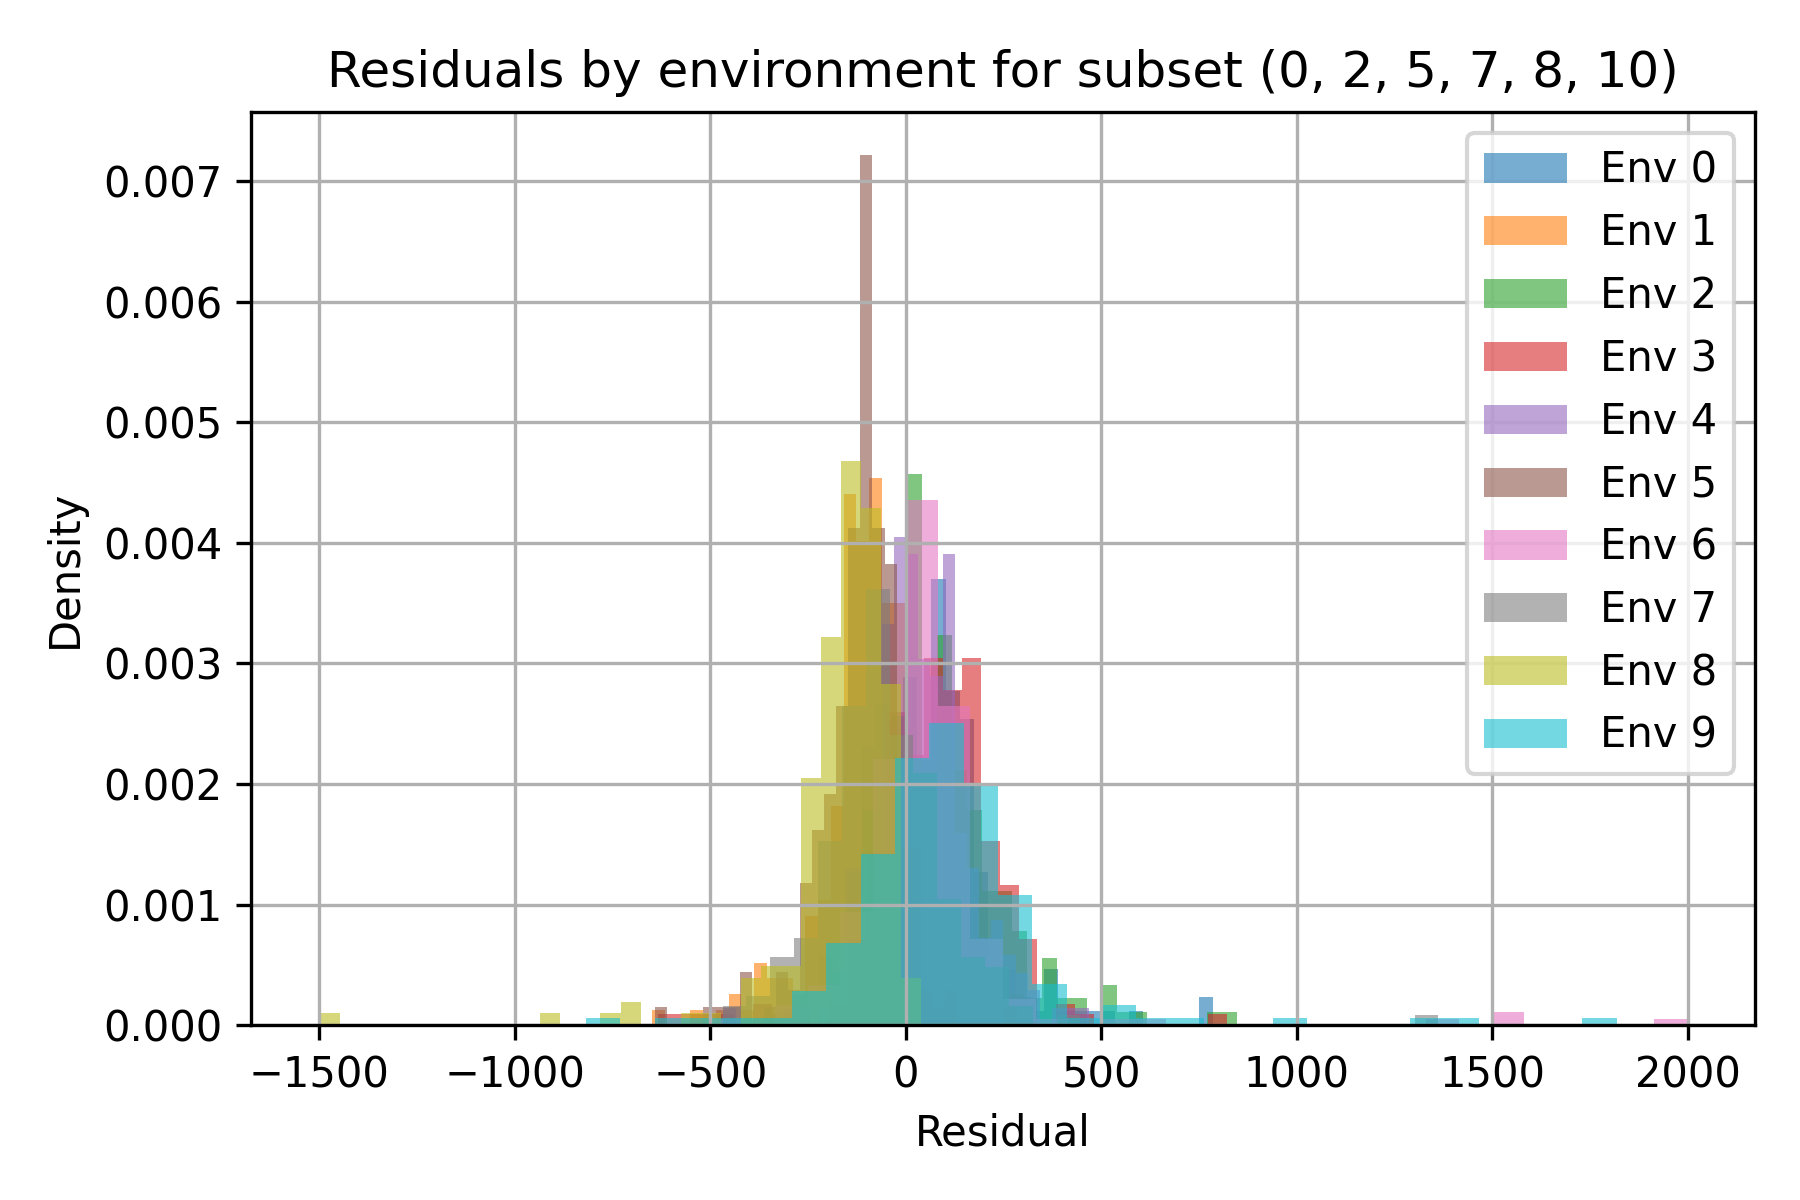 Residuals by environment for subset (0, 2, 5, 7, 8, 10)
0.007
0.006
0.005
0.004
0.003
0.002
0.001
0.000
Density
−1500
−1000
−500
0
500
1000
1500
2000
Residual
Env 0
Env 1
Env 2
Env 3
Env 4
Env 5
Env 6
Env 7
Env 8
Env 9